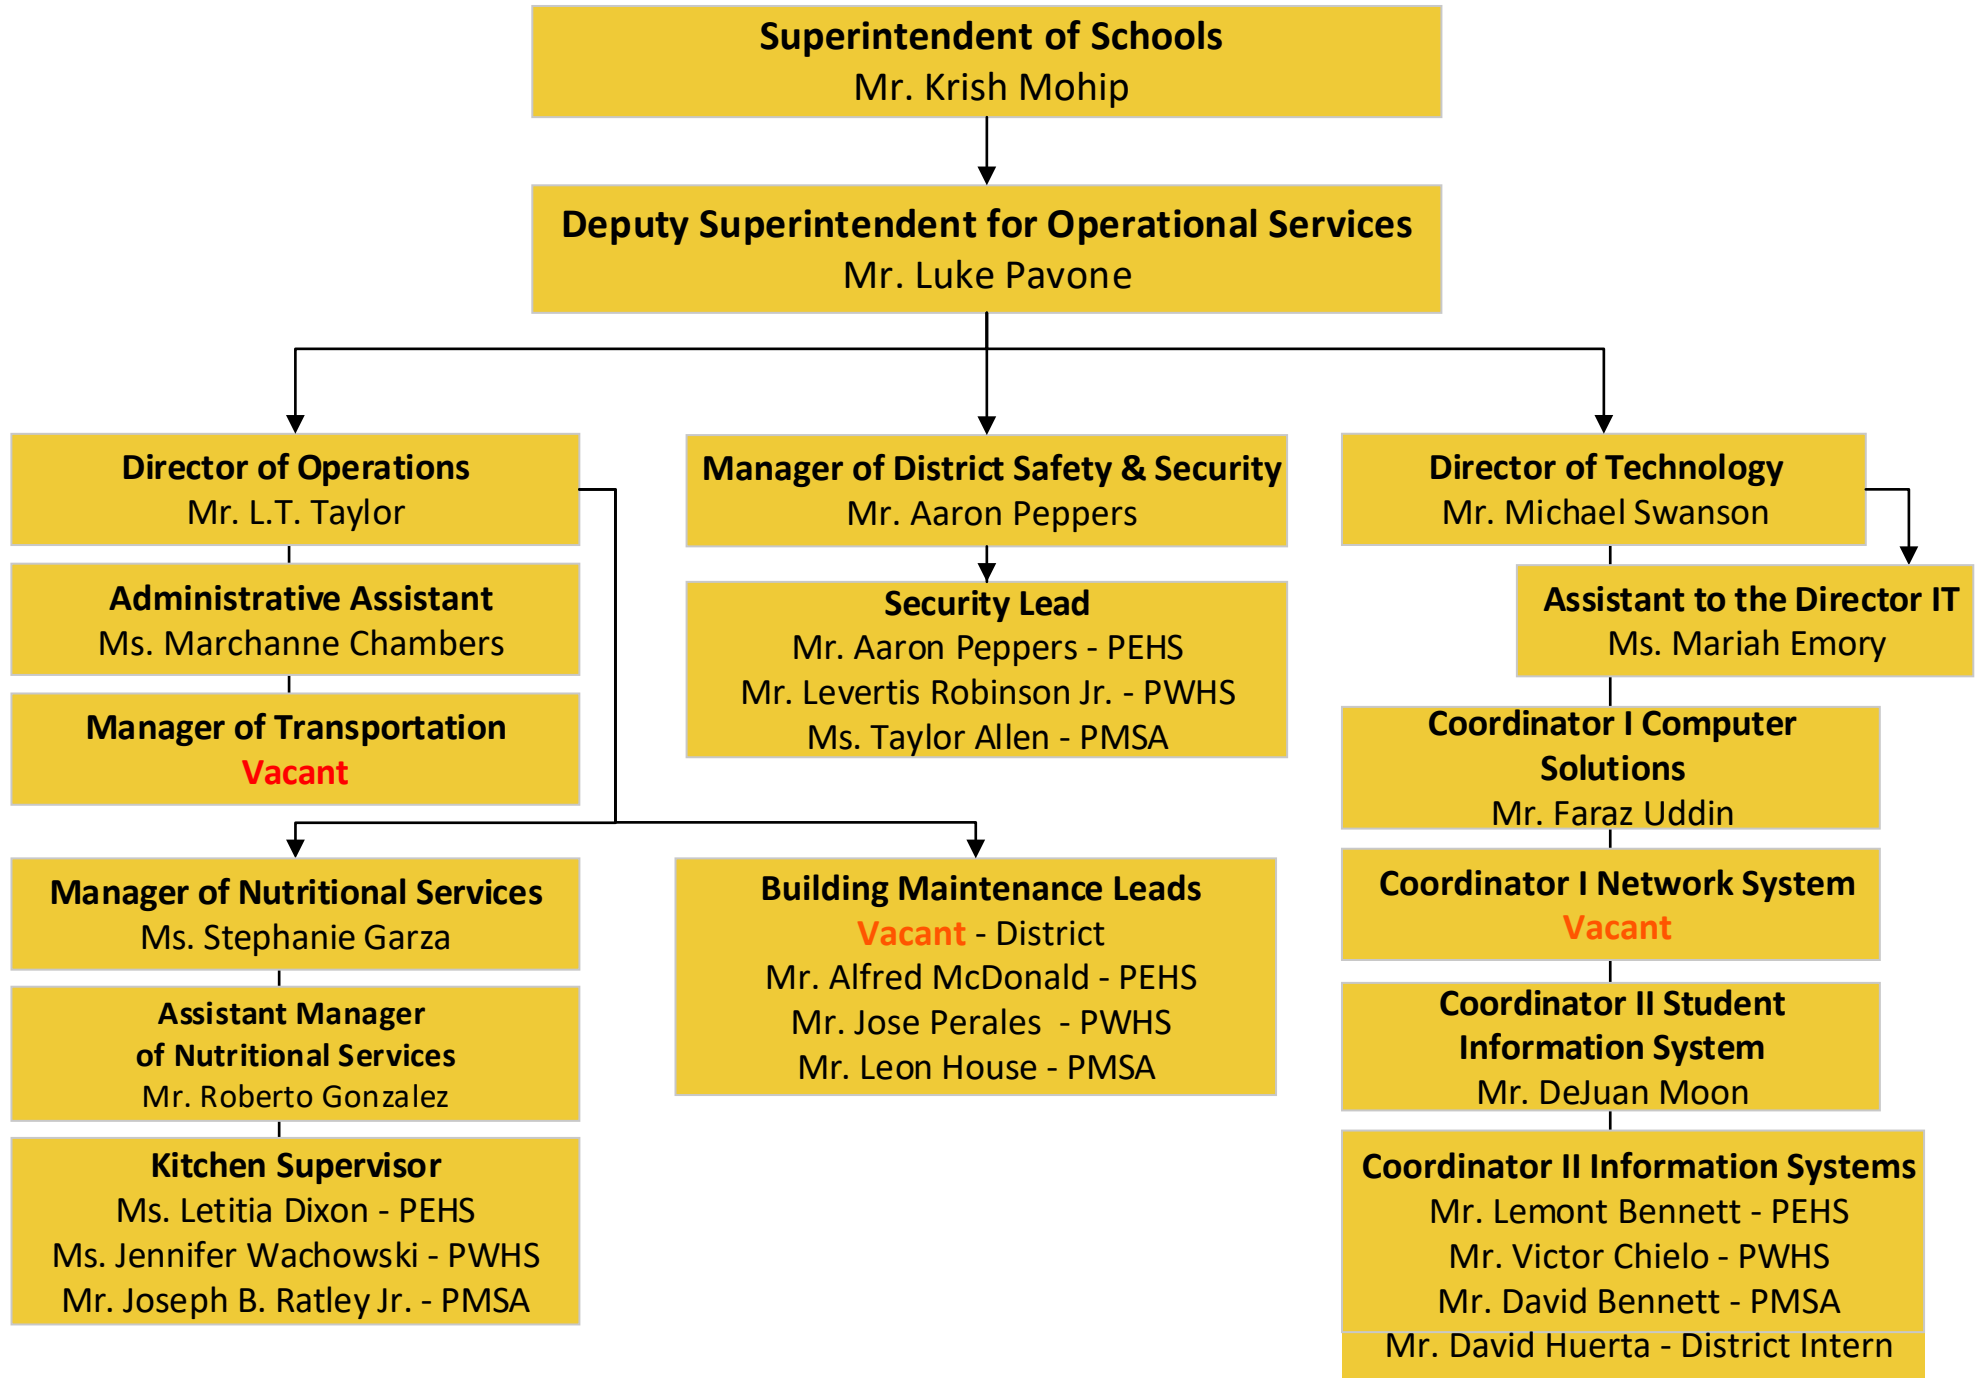 Superintendent of Schools
Mr. Krish Mohip
Deputy Superintendent for Operational Services
Mr. Luke Pavone
Director of Operations
Mr. L.T. Taylor
Administrative Assistant
Ms. Marchanne Chambers
Manager of Transportation
Vacant
Manager of District Safety & Security
Mr. Aaron Peppers
Security Lead
Mr. Aaron Peppers - PEHS
Mr. Levertis Robinson Jr. - PWHS
Ms. Taylor Allen - PMSA
Director of Technology
Mr. Michael Swanson
Assistant to the Director IT
Ms. Mariah Emory
Coordinator I Computer
Solutions
Mr. Faraz Uddin
Coordinator I Network System
Vacant
Coordinator II Student
Information System
Mr. DeJuan Moon
Coordinator II Information Systems
Mr. Lemont Bennett - PEHS
Mr. Victor Chielo - PWHS
Mr. David Bennett - PMSA
Mr. David Huerta - District Intern
Manager of Nutritional Services
Ms. Stephanie Garza
Assistant Manager
of Nutritional Services
Mr. Roberto Gonzalez
Kitchen Supervisor
Ms. Letitia Dixon - PEHS
Ms. Jennifer Wachowski - PWHS
Mr. Joseph B. Ratley Jr. - PMSA
Building Maintenance Leads
Vacant - District
Mr. Alfred McDonald - PEHS
Mr. Jose Perales  - PWHS
Mr. Leon House - PMSA